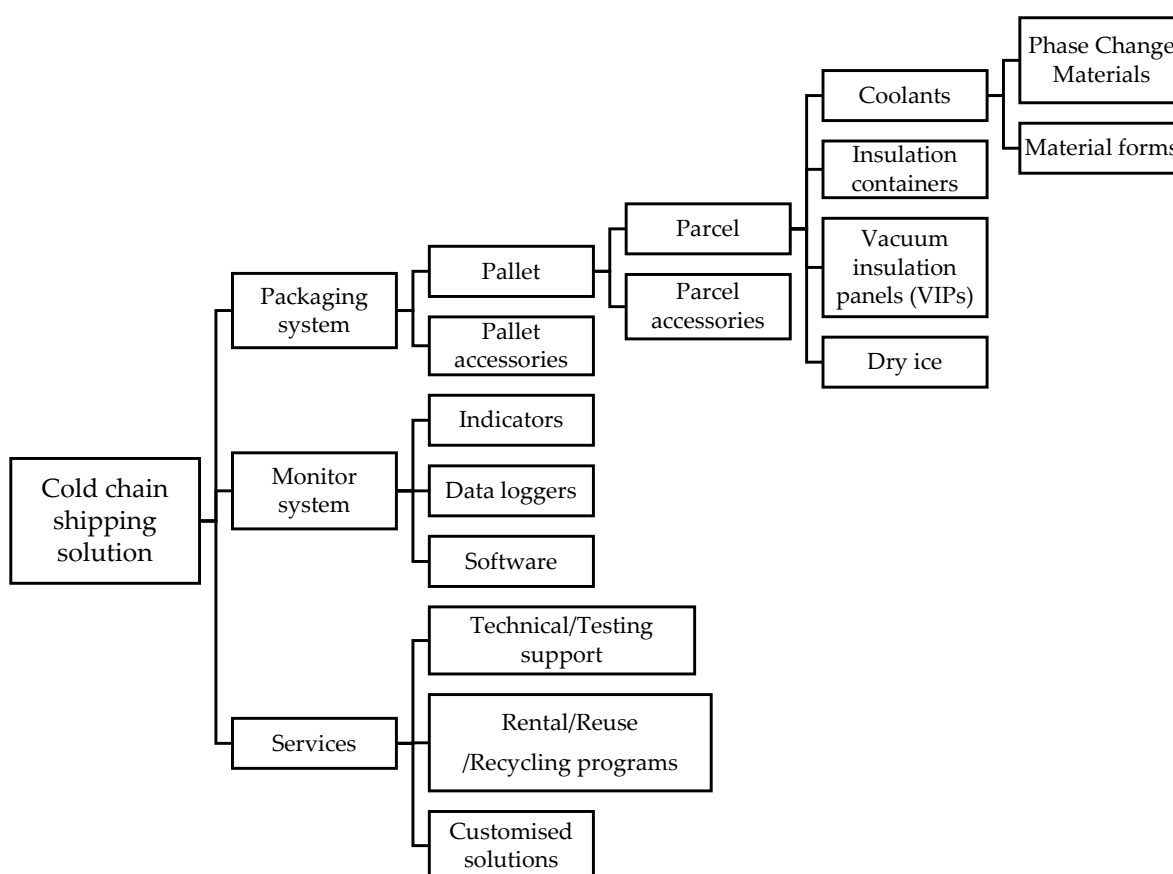 Cold chain
shipping
solution
Packaging
system
Pallet
Parcel
Coolants
Phase Change
Materials
Material forms
Insulation
containers
Vacuum
insulation
panels (VIPs)
Dry ice
Parcel
accessories
Pallet
accessories
Monitor
system
Indicators
Data loggers
Software
Services
Technical/Testing
support
Rental/Reuse
/Recycling programs
Customised
solutions